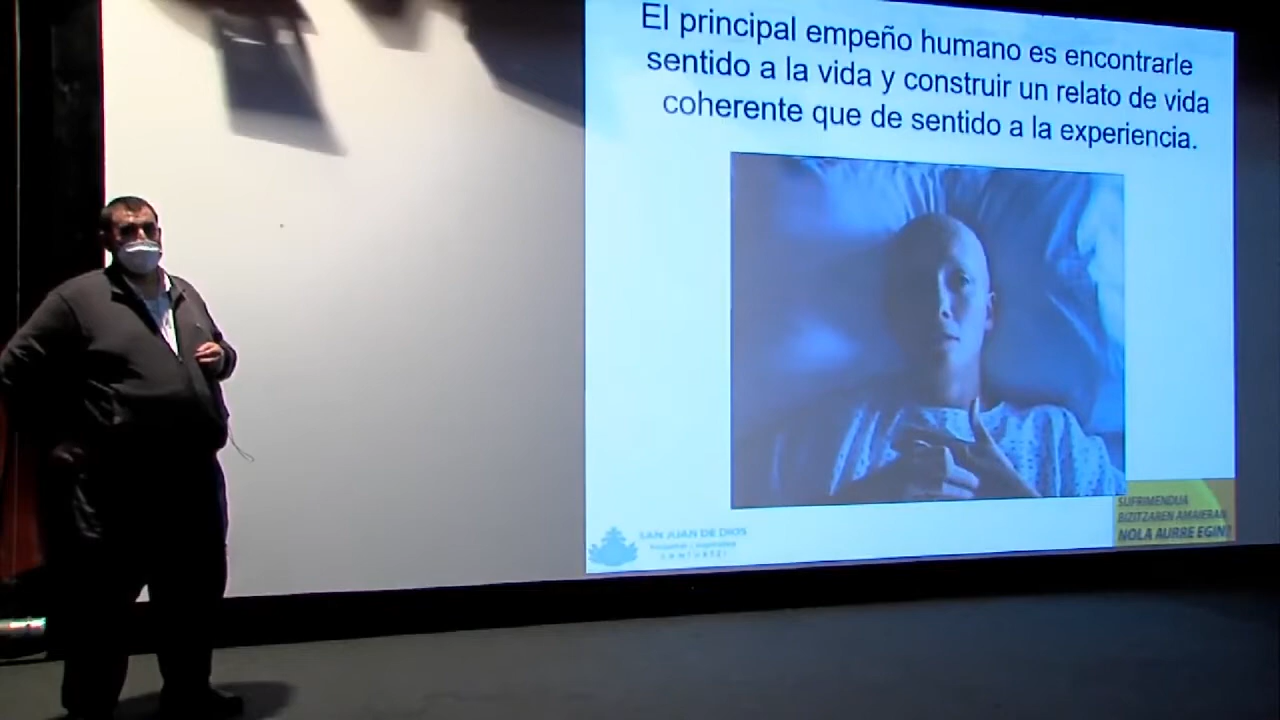 El principal empeño humano es encontrarle
sentido a la vida y construir un relato de vida
coherente que de sentido a la experiencia.
SAN JUAN DE DIOS
SANTURTZI
SUFRIMENDUA
BIZITZAREN AMAIERAN
NOLA AURRE EGIN?